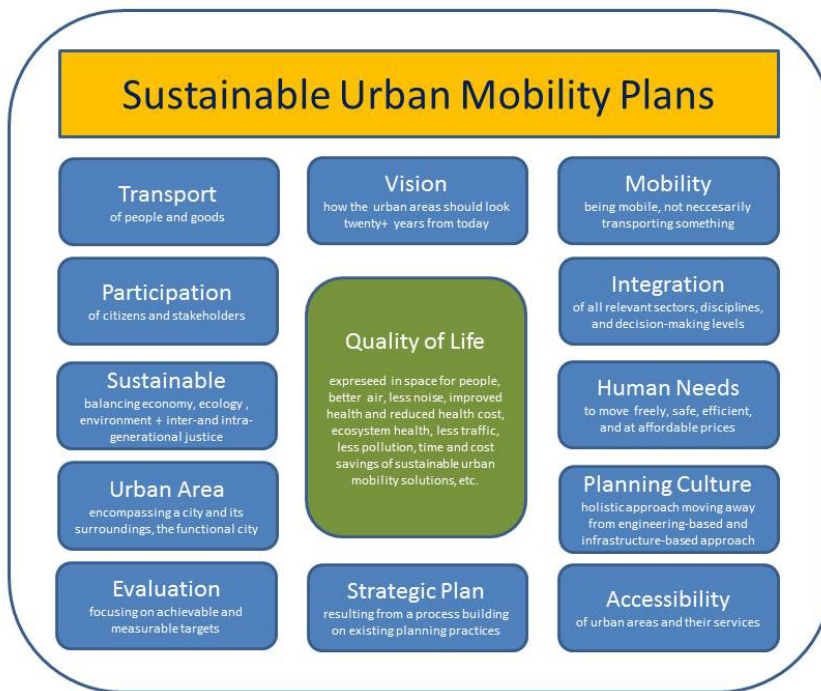 Sustainable Urban Mobility Plans
Transport
of people and goods
Vision
how the urban areas should look
twenty+ years from today
Mobility
being mobile, not neccesarily
transporting something
Participation
of citizens and stakeholders
Integration
of all relevant sectors, disciplines,
and decision-making levels
Quality of Life
expreseed in space for people,
better air, less noise, improved
health and reduced health cost,
ecosystem health, less traffic,
less pollution, time and cost
savings of sustainable urban
mobility solutions, etc.
Sustainable
balancing economy, ecology ,
environment + inter-and intra-
generational justice
Human Needs
to move freely, safe, efficient,
and at affordable prices
Urban Area
encompassing a city and its
surroundings, the functional city
Planning Culture
holistic approach moving away
from engineering-based and
infrastructure-based approach
Evaluation
focusing on achievable and
measurable targets
Strategic Plan
resulting from a process building
on existing planning practices
Accessibility
of urban areas and their services